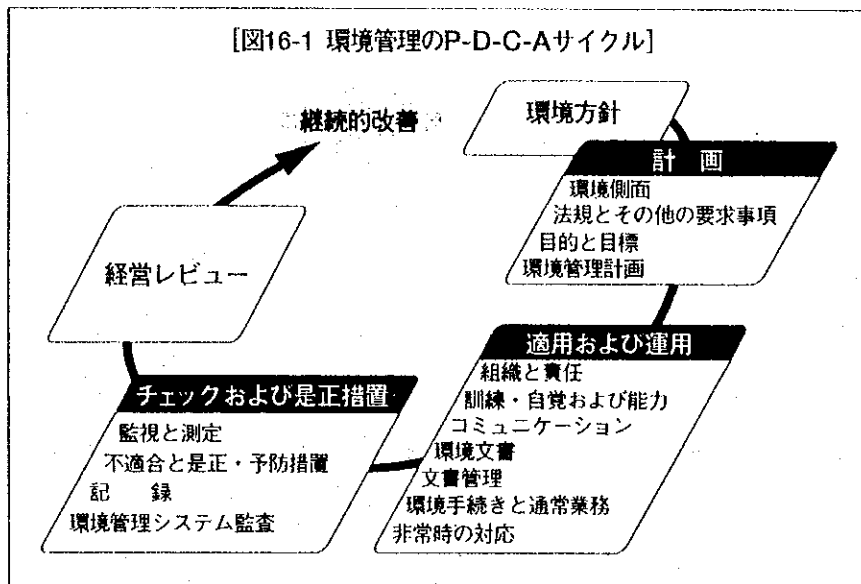 [図16-1 環境管理のP-D-C-Aサイクル]
継続的改善
環境方針
計　画
環境側面
法規とその他の要求事項
目的と目標
環境管理計画
適用および運用
組織と責任
訓練・自覚および能力
コミュニケーション
環境文書
文書管理
環境手続きと通常業務
非常時の対応
チェックおよび是正措置
監視と測定
不適合と是正・予防措置
記　録
環境管理システム監査
経営レビュー